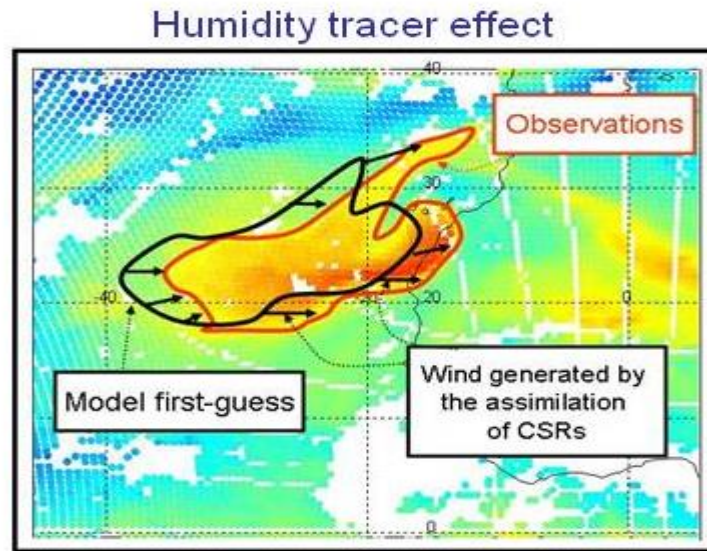 Humidity tracer effect
40
Observations
30
-40
-20
20
0
Model first-guess
Wind generated by
the assimilation
of CSRs
0